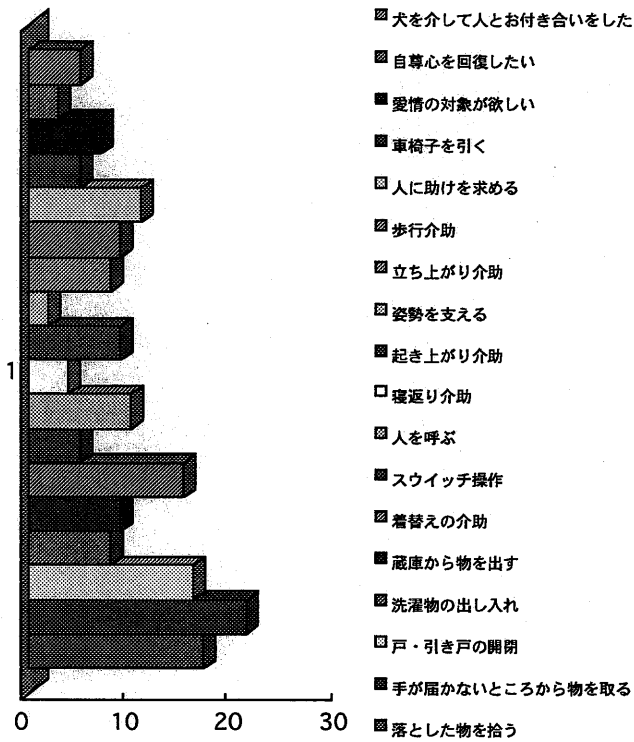 犬を介して人とお付き合いをした
自尊心を回復したい
愛情の対象が欲しい
車椅子を引く
人に助けを求める
歩行介助
立ち上がり介助
姿勢を支える
起き上がり介助
1
寝返り介助
人を呼ぶ
スウイッチ操作
着替えの介助
蔵庫から物を出す
洗濯物の出し入れ
戸・引き戸の開閉
手が届かないところから物を取る
落とした物を拾う
0 10 20 30